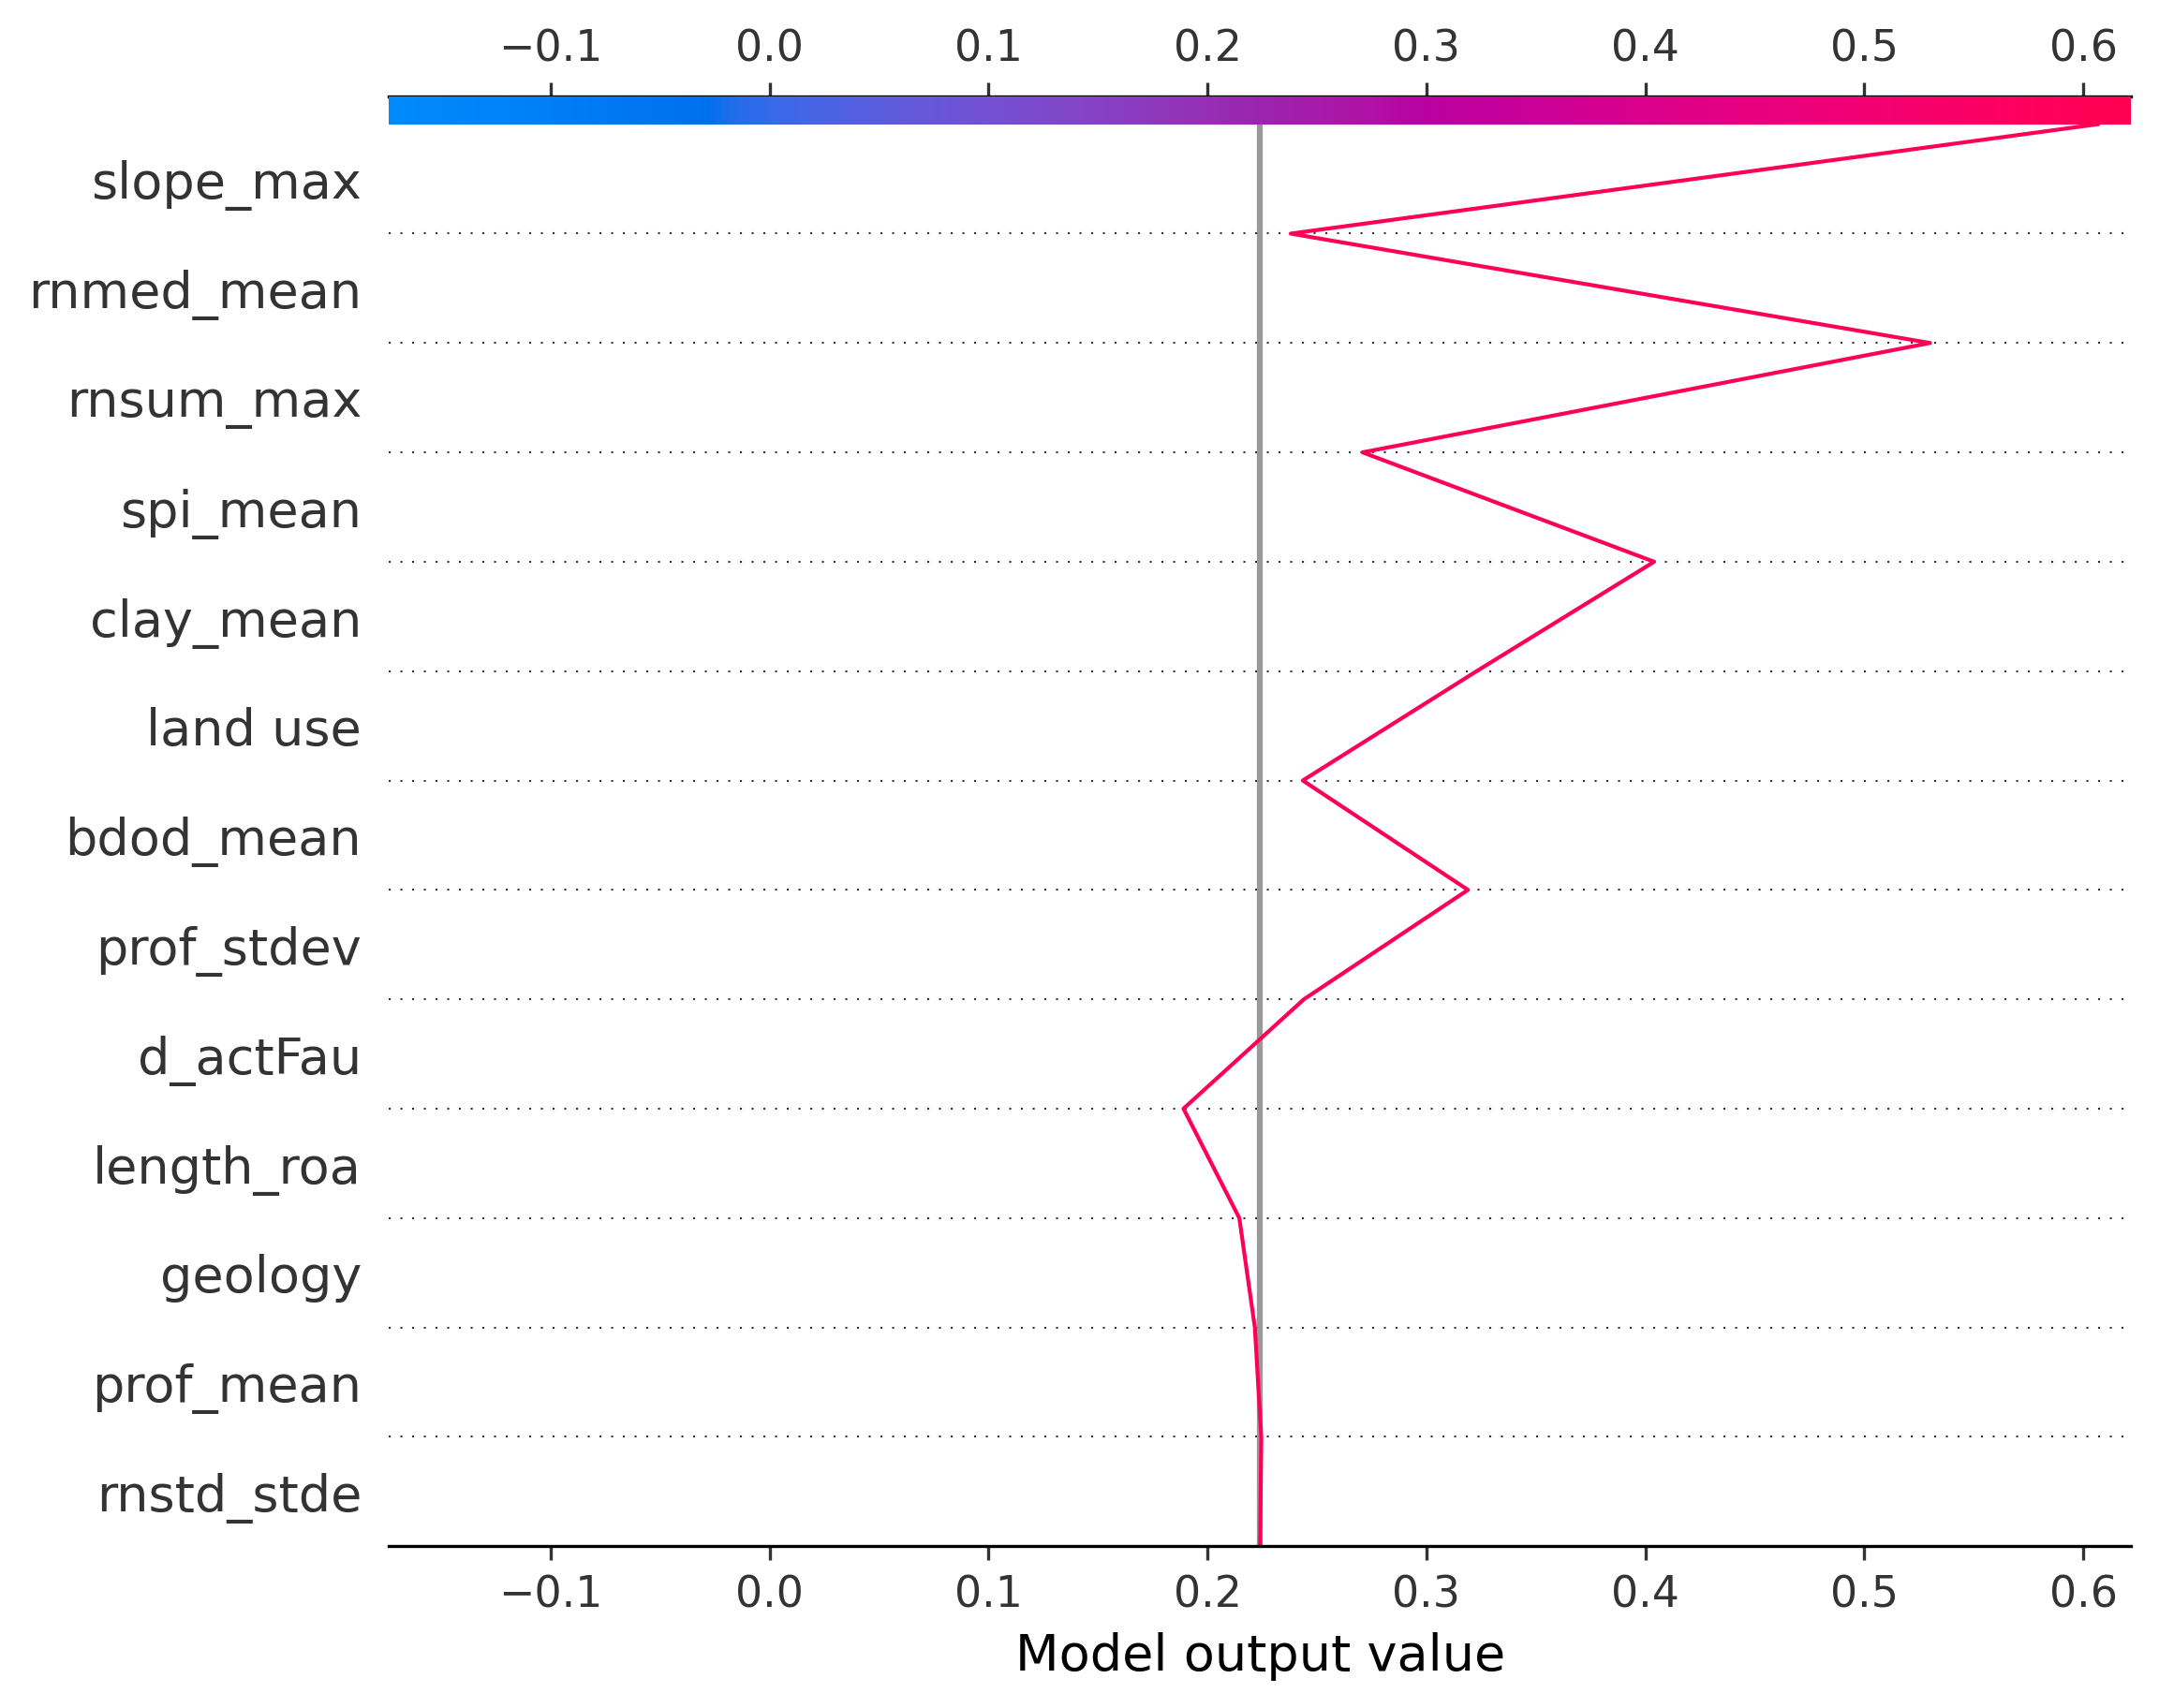 −0.1 0.0 0.1 0.2 0.3 0.4 0.5 0.6
slope_max
rnmed_mean
rnsum_max
spi_mean
clay_mean
land use
bdod_mean
prof_stdev
d_actFau
length_roa
geology
prof_mean
rnstd_stde
−0.1 0.0 0.1 0.2 0.3 0.4 0.5 0.6
Model output value